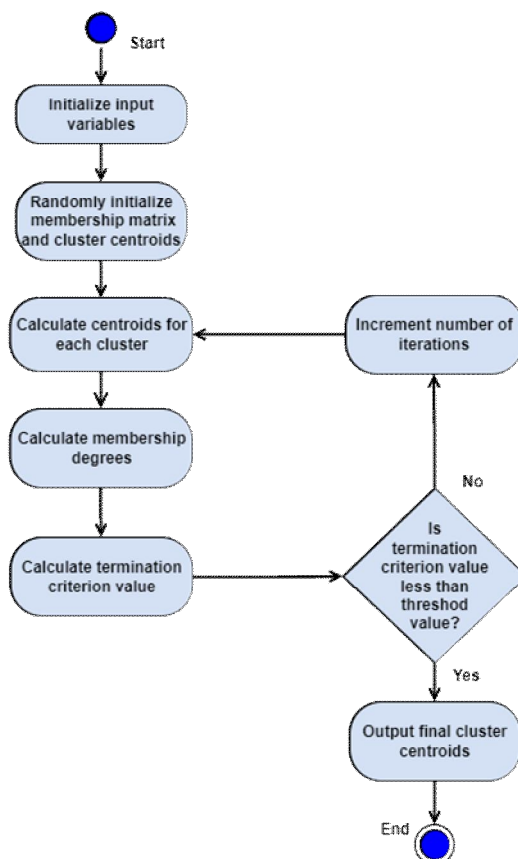 Start
Initialize input
variables
Randomly initialize
membership matrix
and cluster centroids
Calculate centroids for
each cluster
Increment number of
iterations
Calculate membership
degrees
No
Calculate termination
criterion value
Is
termination
criterion value
less than
threshod
value?
Yes
Output final cluster
centroids
End